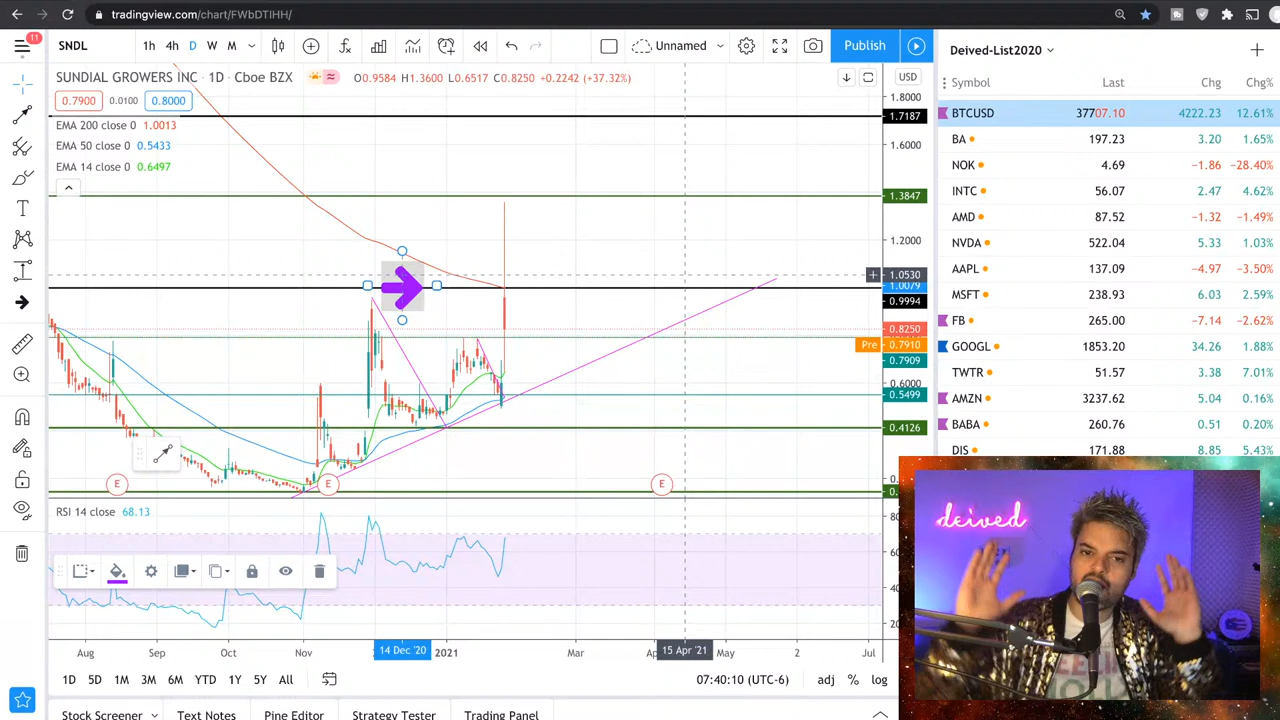 tradingview.com/chart/FWbDTIHH/
11
SNDL 1h 4h D W M Unnamed Publish
SUNDIAL GROWERS INC · 1D · Cboe BZX O0.9584 H1.3600 L0.6517 C0.8250 +0.2242 (+37.32%)
0.7900 0.0100 0.8000
EMA 200 close 0 1.0013
EMA 50 close 0 0.5433
EMA 14 close 0 0.6497
USD
1.8000
1.7187
1.6000
1.3847
1.2000
1.0530
1.0079
0.9994
0.8250
Pre 0.7910
0.7909
0.6000
0.5499
0.4126
E E E
RSI 14 close 68.13
Aug Sep Oct Nov 14 Dec '20 2021 Mar 15 Apr '21 May 2 Jul
1D 5D 1M 3M 6M YTD 1Y 5Y All 07:40:10 (UTC-6) adj % log
Stock Screener Text Notes Pine Editor Strategy Tester Trading Panel
Deived-List2020
Symbol Last Chg Chg%
BTCUSD 37707.10 4222.23 12.61%
BA 197.23 3.20 1.65%
NOK 4.69 −1.86 −28.40%
INTC 56.07 2.47 4.62%
AMD 87.52 −1.32 −1.49%
NVDA 522.04 5.33 1.03%
AAPL 137.09 −4.97 −3.50%
MSFT 238.93 6.03 2.59%
FB 265.00 −7.14 −2.62%
GOOGL 1853.20 34.26 1.88%
TWTR 51.57 3.38 7.01%
AMZN 3237.62 5.04 0.16%
BABA 260.76 0.51 0.20%
DIS 171.88 8.85 5.43%
deived